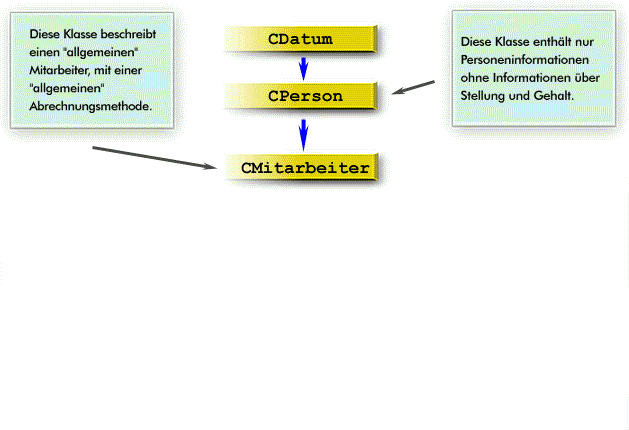 Diese Klasse beschreibt
einen "allgemeinen"
Mitarbeiter, mit einer
"allgemeinen"
Abrechnungsmethode.
CDatum
CPerson
CMitarbeiter
Diese Klasse enthält nur
Personeninformationen
ohne Informationen über
Stellung und Gehalt.